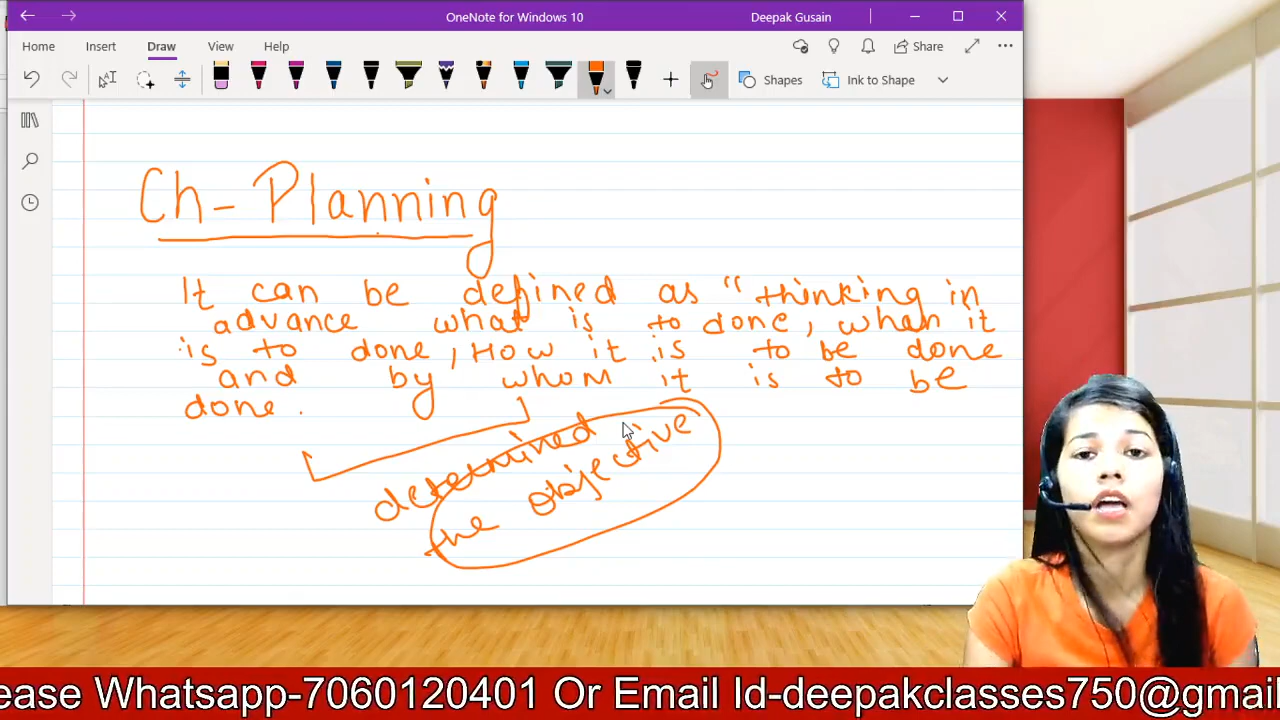 OneNote for Windows 10
Deepak Gusain
Home Insert Draw View Help
Share
Shapes
Ink to Shape
Ch- Planning
It can be defined as "thinking in
advance what is to done, when it
is to done, How it is to be done
and by whom it is to be
done.
determined
the objective
ease Whatsapp-7060120401 Or Email Id-deepakclasses750@gmail